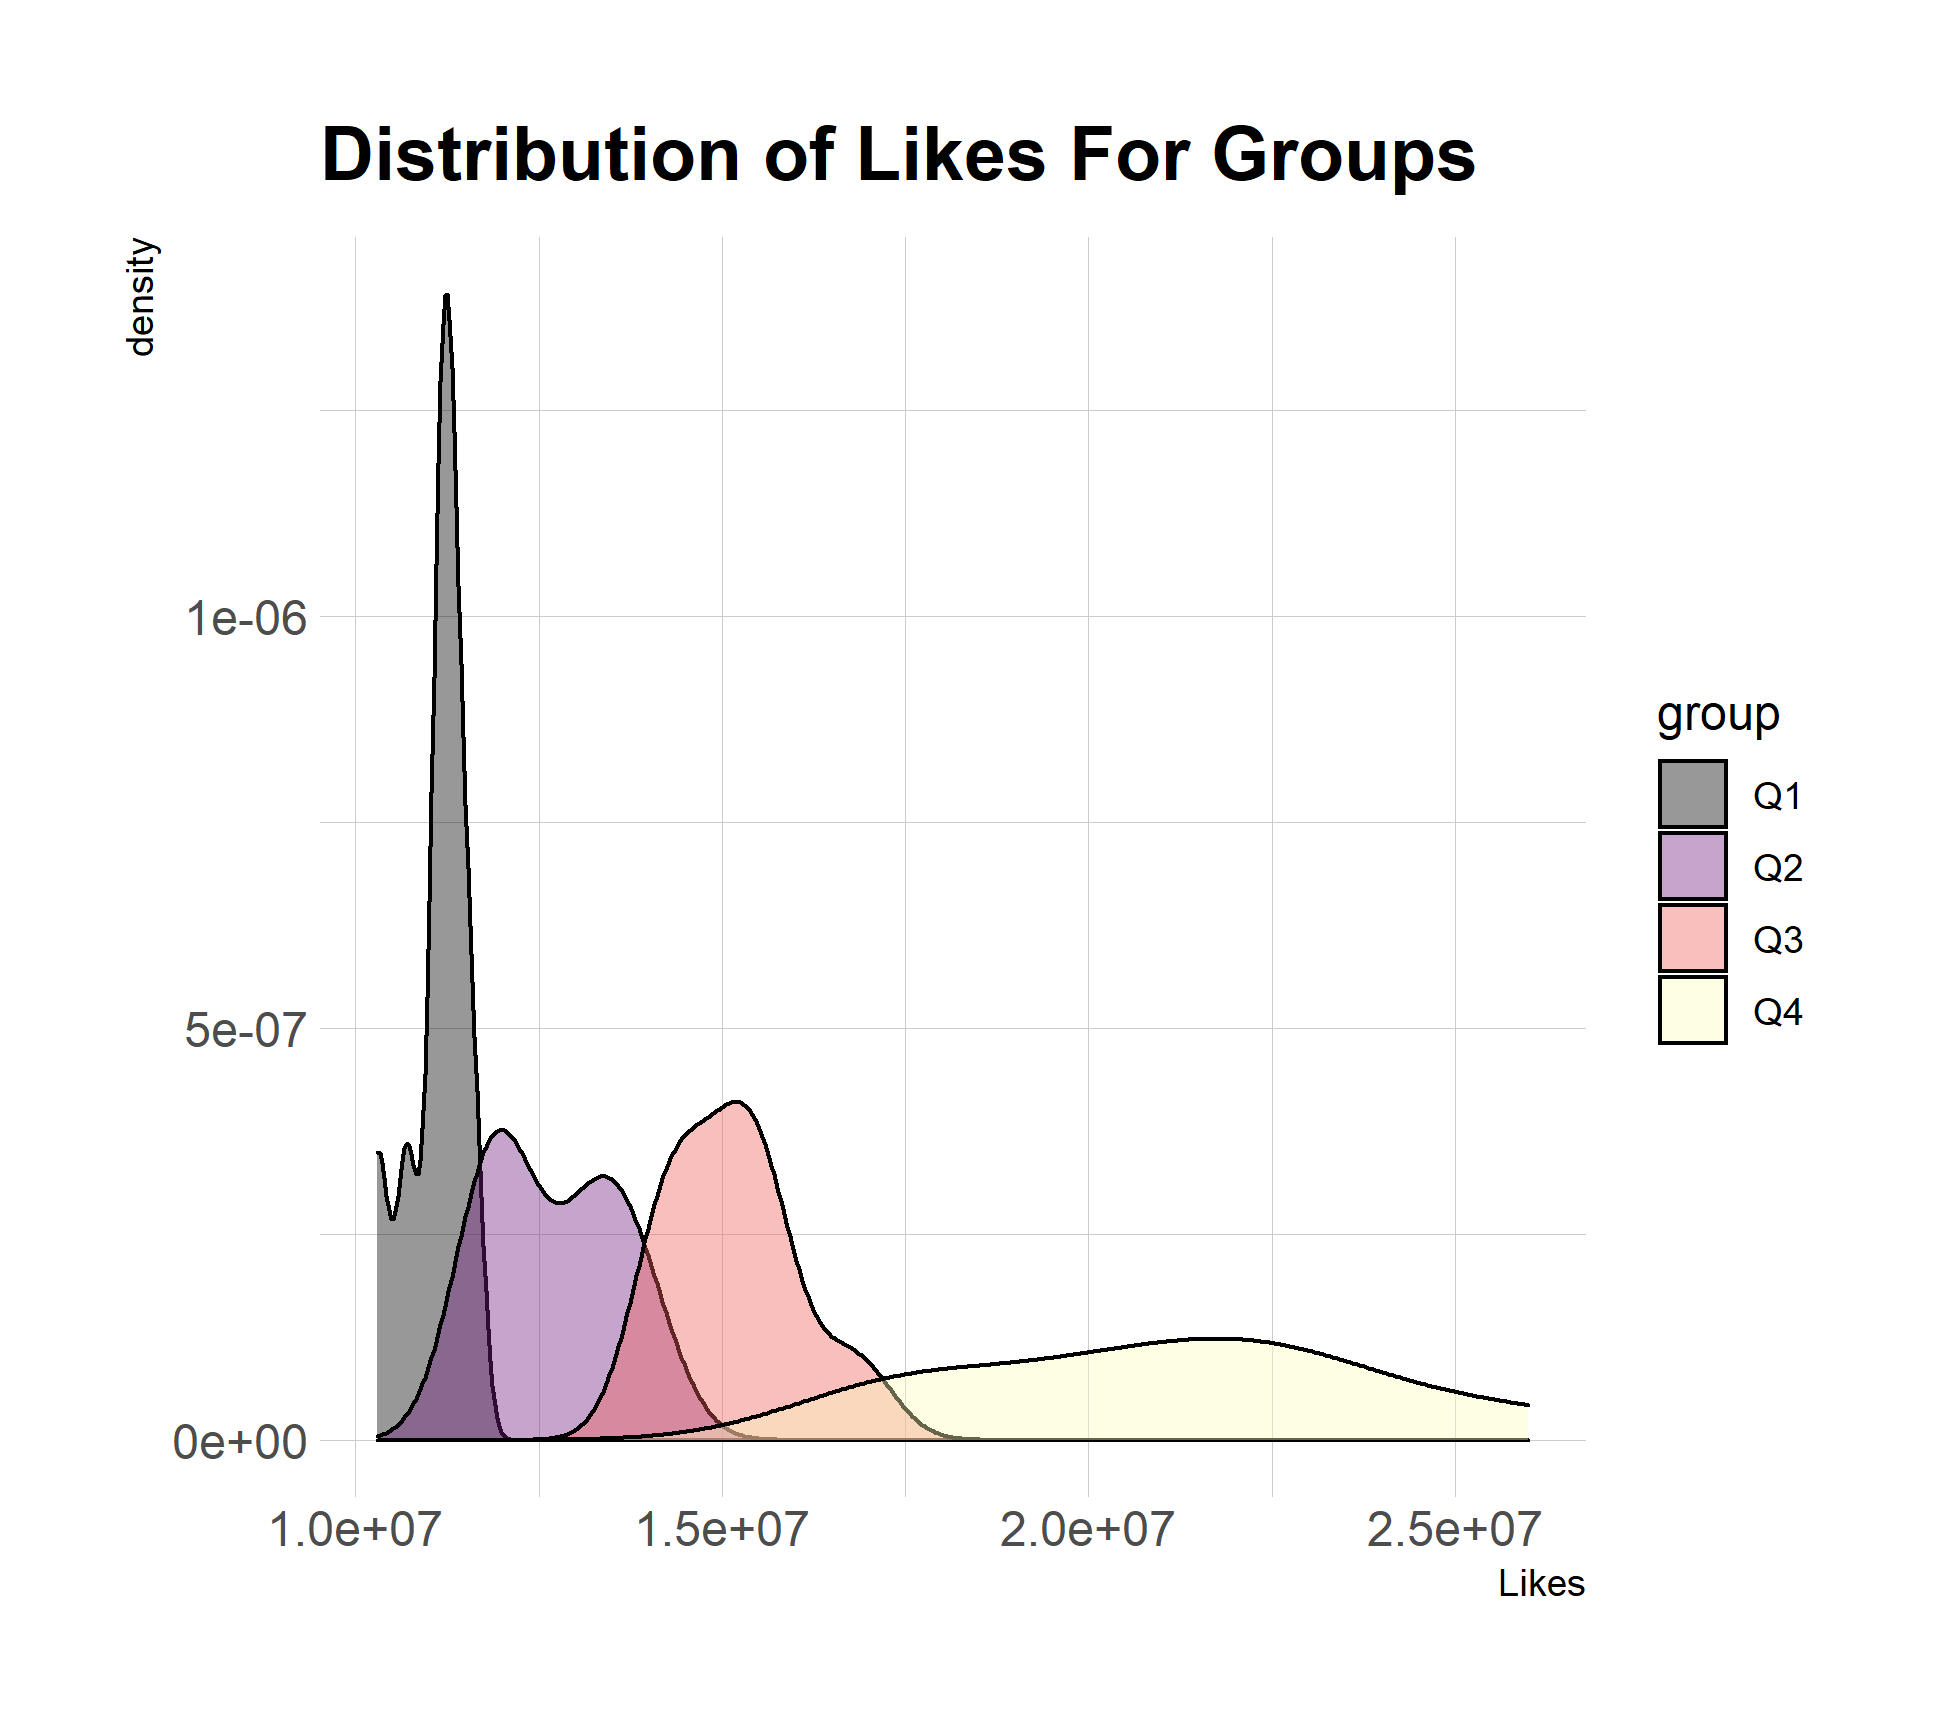 Distribution of Likes For Groups
density
1e-06
5e-07
0e+00
1.0e+07 1.5e+07 2.0e+07 2.5e+07
Likes
group
Q1
Q2
Q3
Q4